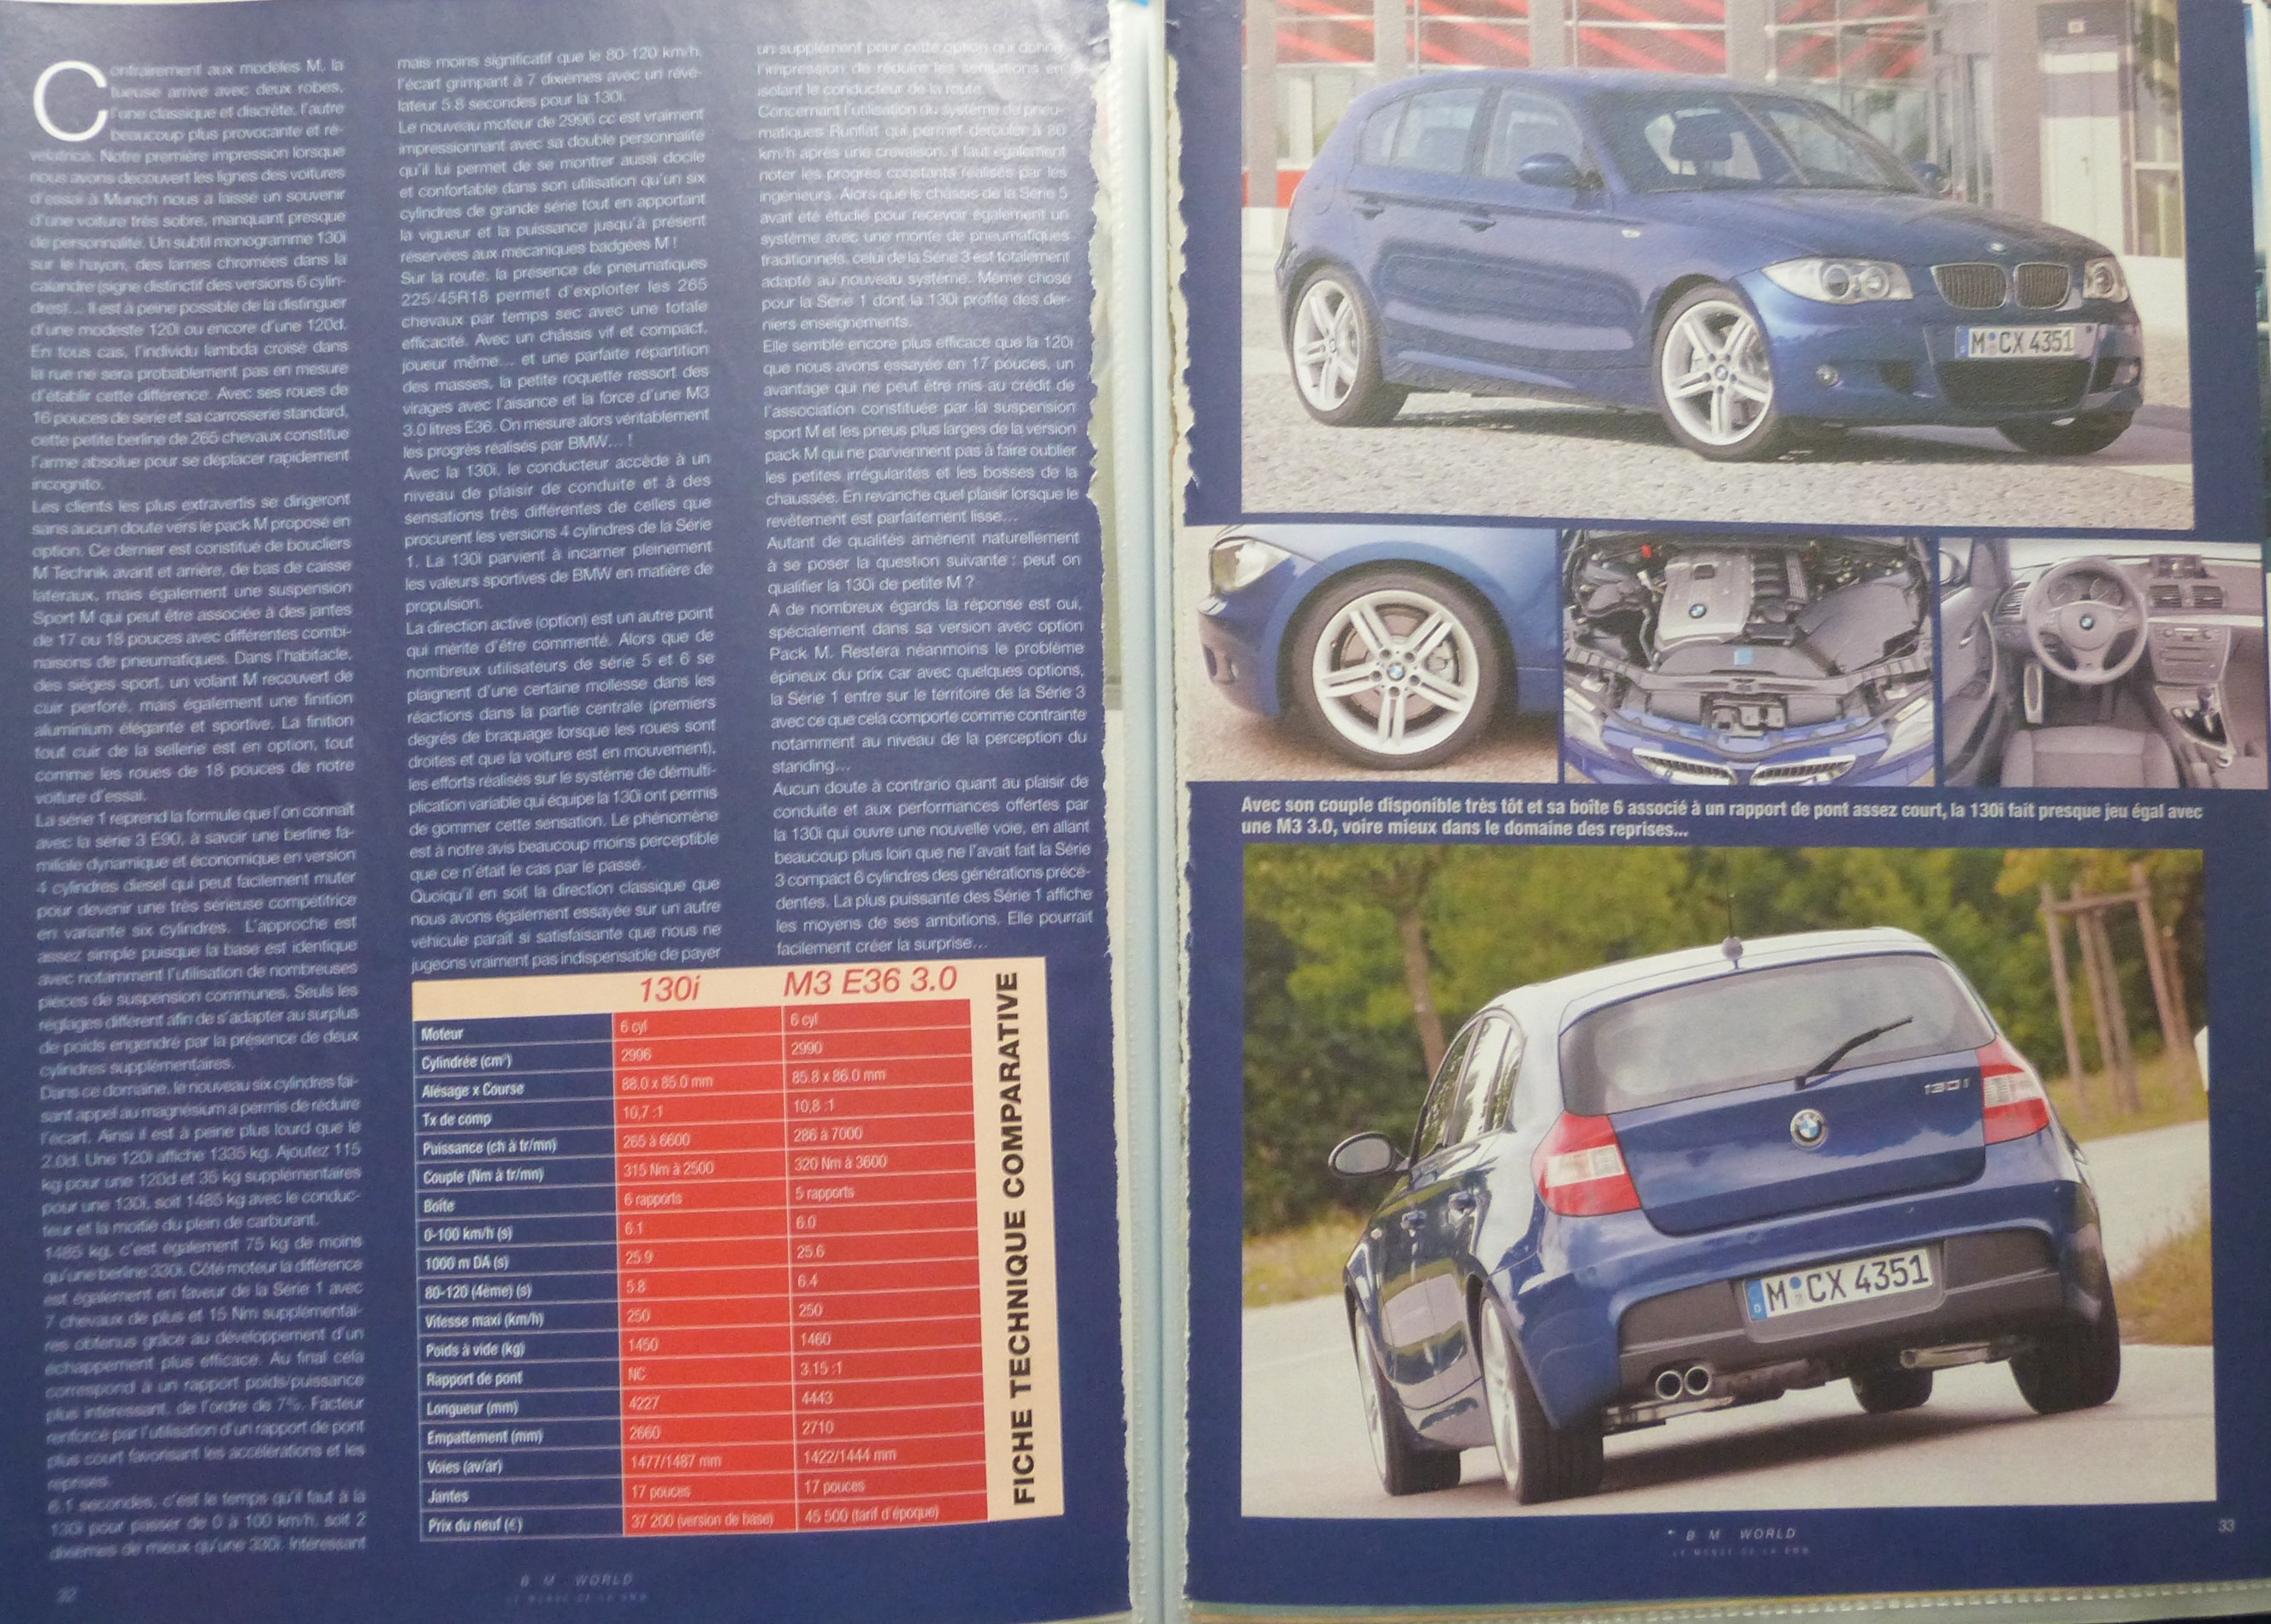 Contrairement aux modèles M, la
tueuse arrive avec deux robes,
l'une classique et discrète, l'autre
beaucoup plus provocante et ré-
vélatrice. Notre première impression lorsque
nous avons découvert les lignes des voitures
d'essai à Munich nous a laissé un souvenir
d'une voiture très sobre, manquant presque
de personnalité. Un subtil monogramme 130i
sur le hayon, des lames chromées dans la
calandre (signe distinctif des versions 6 cylin-
dres)... Il est à peine possible de la distinguer
d'une modeste 120i ou encore d'une 120d.
En tous cas, l'individu lambda croisé dans
la rue ne sera probablement pas en mesure
d'établir cette différence. Avec ses roues de
16 pouces de série et sa carrosserie standard,
cette petite berline de 265 chevaux constitue
l'arme absolue pour se déplacer rapidement
incognito.
Les clients les plus extravertis se dirigeront
sans aucun doute vers le pack M proposé en
option. Ce dernier est constitué de boucliers
M Technik avant et arrière, de bas de caisse
latéraux, mais également une suspension
Sport M qui peut être associée à des jantes
de 17 ou 18 pouces avec différentes combi-
naisons de pneumatiques. Dans l'habitacle,
des sièges sport, un volant M recouvert de
cuir perforé, mais également une finition
aluminium élégante et sportive. La finition
tout cuir de la sellerie est en option, tout
comme les roues de 18 pouces de notre
voiture d'essai.
La série 1 reprend la formule que l'on connaît
avec la série 3 E90, à savoir une berline fa-
miliale dynamique et économique en version
4 cylindres diesel qui peut facilement muter
pour devenir une très sérieuse compétitrice
en variante six cylindres. L'approche est
assez simple puisque la base est identique
avec notamment l'utilisation de nombreuses
pièces de suspension communes. Seuls les
réglages diffèrent afin de s'adapter au surplus
de poids engendré par la présence de deux
cylindres supplémentaires.
Dans ce domaine, le nouveau six cylindres fai-
sant appel au magnésium a permis de réduire
l'écart. Ainsi il est à peine plus lourd que le
2.0d. Une 120i affiche 1335 kg. Ajoutez 115
kg pour une 120d et 35 kg supplémentaires
pour une 130i, soit 1485 kg avec le conduc-
teur et la moitié du plein de carburant.
1485 kg, c'est également 75 kg de moins
qu'une berline 330i. Côté moteur la différence
est également en faveur de la Série 1 avec
7 chevaux de plus et 15 Nm supplémentai-
res obtenus grâce au développement d'un
échappement plus efficace. Au final cela
correspond à un rapport poids/puissance
plus intéressant, de l'ordre de 7%. Facteur
renforcé par l'utilisation d'un rapport de pont
plus court favorisant les accélérations et les
reprises.
6.1 secondes, c'est le temps qu'il faut à la
130i pour passer de 0 à 100 km/h, soit 2
dixièmes de mieux qu'une 330i. Intéressant
mais moins significatif que le 80-120 km/h,
l'écart grimpant à 7 dixièmes avec un révé-
lateur 5.8 secondes pour la 130i.
Le nouveau moteur de 2996 cc est vraiment
impressionnant avec sa double personnalité
qu'il lui permet de se montrer aussi docile
et confortable dans son utilisation qu'un six
cylindres de grande série tout en apportant
la vigueur et la puissance jusqu'à présent
réservées aux mécaniques badgées M !
Sur la route, la présence de pneumatiques
225/45R18 permet d'exploiter les 265
chevaux par temps sec avec une totale
efficacité. Avec un châssis vif et compact,
joueur même... et une parfaite répartition
des masses, la petite roquette ressort des
virages avec l'aisance et la force d'une M3
3.0 litres E36. On mesure alors véritablement
les progrès réalisés par BMW... !
Avec la 130i, le conducteur accède à un
niveau de plaisir de conduite et à des
sensations très différentes de celles que
procurent les versions 4 cylindres de la Série
1. La 130i parvient à incarner pleinement
les valeurs sportives de BMW en matière de
propulsion.
La direction active (option) est un autre point
qui mérite d'être commenté. Alors que de
nombreux utilisateurs de série 5 et 6 se
plaignent d'une certaine mollesse dans les
réactions dans la partie centrale (premiers
degrés de braquage lorsque les roues sont
droites et que la voiture est en mouvement),
les efforts réalisés sur le système de démulti-
plication variable qui équipe la 130i ont permis
de gommer cette sensation. Le phénomène
est à notre avis beaucoup moins perceptible
que ce n'était le cas par le passé.
Quoiqu'il en soit la direction classique que
nous avons également essayée sur un autre
véhicule paraît si satisfaisante que nous ne
jugeons vraiment pas indispensable de payer
un supplément pour cette option qui donne
l'impression de réduire les sensations en
isolant le conducteur de la route.
Concernant l'utilisation du système de pneu-
matiques Runflat qui permet de rouler à 80
km/h après une crevaison, il faut également
noter les progrès constants réalisés par les
ingénieurs. Alors que le châssis de la Série 5
avait été étudié pour recevoir également un
système avec une monte de pneumatiques
traditionnels, celui de la Série 3 est totalement
adapté au nouveau système. Même chose
pour la Série 1 dont la 130i profite des der-
niers enseignements.
Elle semble encore plus efficace que la 120i
que nous avons essayée en 17 pouces, un
avantage qui ne peut être mis au crédit de
l'association constituée par la suspension
sport M et les pneus plus larges de la version
pack M qui ne parviennent pas à faire oublier
les petites irrégularités et les bosses de la
chaussée. En revanche quel plaisir lorsque le
revêtement est parfaitement lisse...
Autant de qualités amènent naturellement
à se poser la question suivante : peut on
qualifier la 130i de petite M ?
A de nombreux égards la réponse est oui,
spécialement dans sa version avec option
Pack M. Restera néanmoins le problème
épineux du prix car avec quelques options,
la Série 1 entre sur le territoire de la Série 3
avec ce que cela comporte comme contrainte
notamment au niveau de la perception du
standing...
Aucun doute à contrario quant au plaisir de
conduite et aux performances offertes par
la 130i qui ouvre une nouvelle voie, en allant
beaucoup plus loin que ne l'avait fait la Série
3 compact 6 cylindres des générations précé-
dentes. La plus puissante des Série 1 affiche
les moyens de ses ambitions. Elle pourrait
facilement créer la surprise...
130i M3 E36 3.0
Moteur 6 cyl 6 cyl
Cylindrée (cm³) 2996 2990
Alésage x Course 88.0 x 85.0 mm 85.8 x 86.0 mm
Tx de comp 10,7 :1 10,8 :1
Puissance (ch à tr/mn) 265 à 6600 286 à 7000
Couple (Nm à tr/mn) 315 Nm à 2500 320 Nm à 3600
Boîte 6 rapports 5 rapports
0-100 km/h (s) 6.1 6.0
1000 m DA (s) 25.9 25.6
80-120 (4ème) (s) 5.8 6.4
Vitesse maxi (km/h) 250 250
Poids à vide (kg) 1450 1460
Rapport de pont NC 3.15 :1
Longueur (mm) 4227 4443
Empattement (mm) 2660 2710
Voies (av/ar) 1477/1487 mm 1422/1444 mm
Jantes 17 pouces 17 pouces
Prix du neuf (€) 37 200 (version de base) 45 500 (tarif d'époque)
FICHE TECHNIQUE COMPARATIVE
32
B M WORLD
LE MONDE DE LA BMW
M CX 4351
Avec son couple disponible très tôt et sa boîte 6 associé à un rapport de pont assez court, la 130i fait presque jeu égal avec
une M3 3.0, voire mieux dans le domaine des reprises...
130i
M CX 4351
B M WORLD
LE MONDE DE LA BMW
33